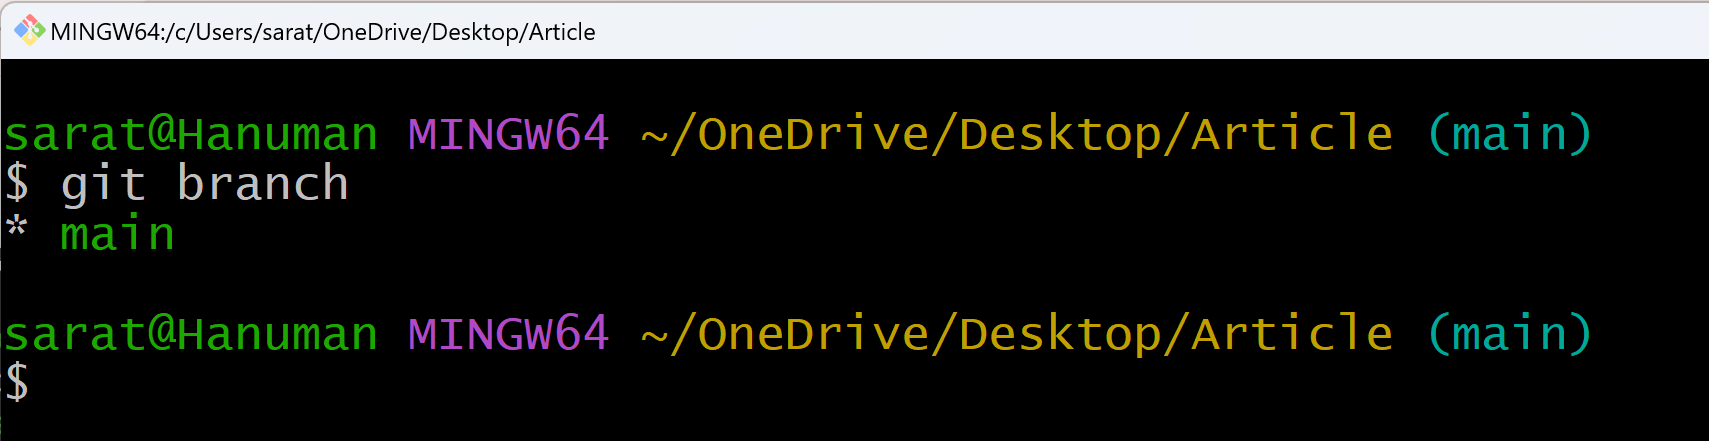 MINGW64:/c/Users/sarat/OneDrive/Desktop/Article
sarat@Hanuman MINGW64 ~/OneDrive/Desktop/Article (main)
$ git branch
* main
sarat@Hanuman MINGW64 ~/OneDrive/Desktop/Article (main)
$